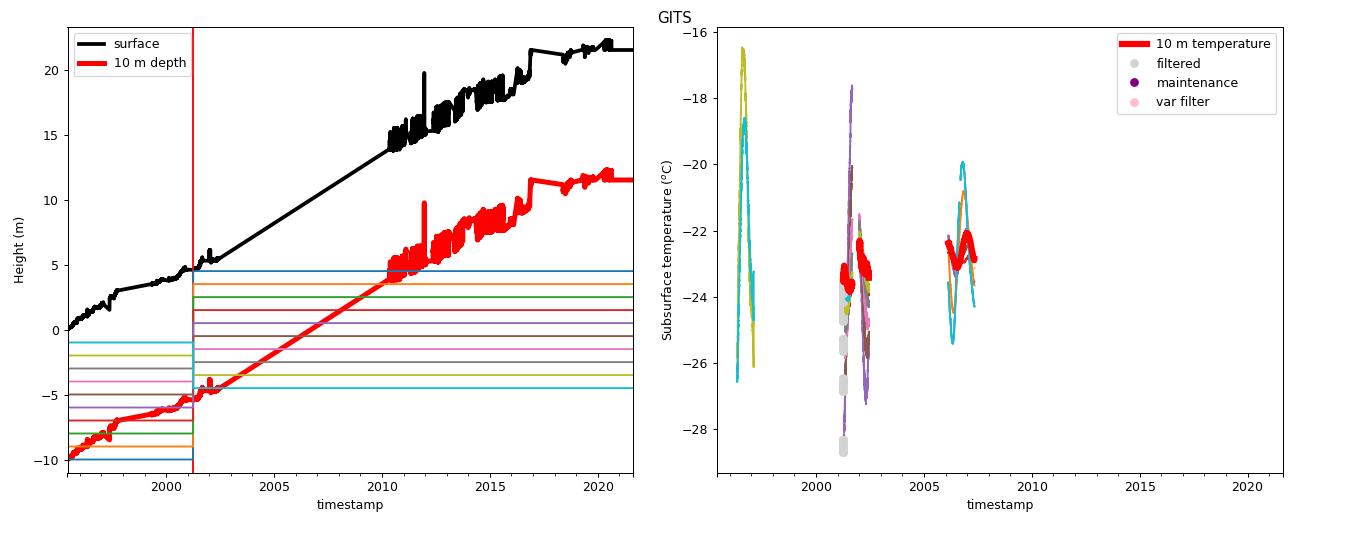 GITS
surface
10 m depth
20
15
10
5
0
−5
−10
Height (m)
2000
2005
2010
2015
2020
timestamp
10 m temperature
filtered
maintenance
var filter
−16
−18
−20
−22
−24
−26
−28
Subsurface temperature (°C)
2000
2005
2010
2015
2020
timestamp